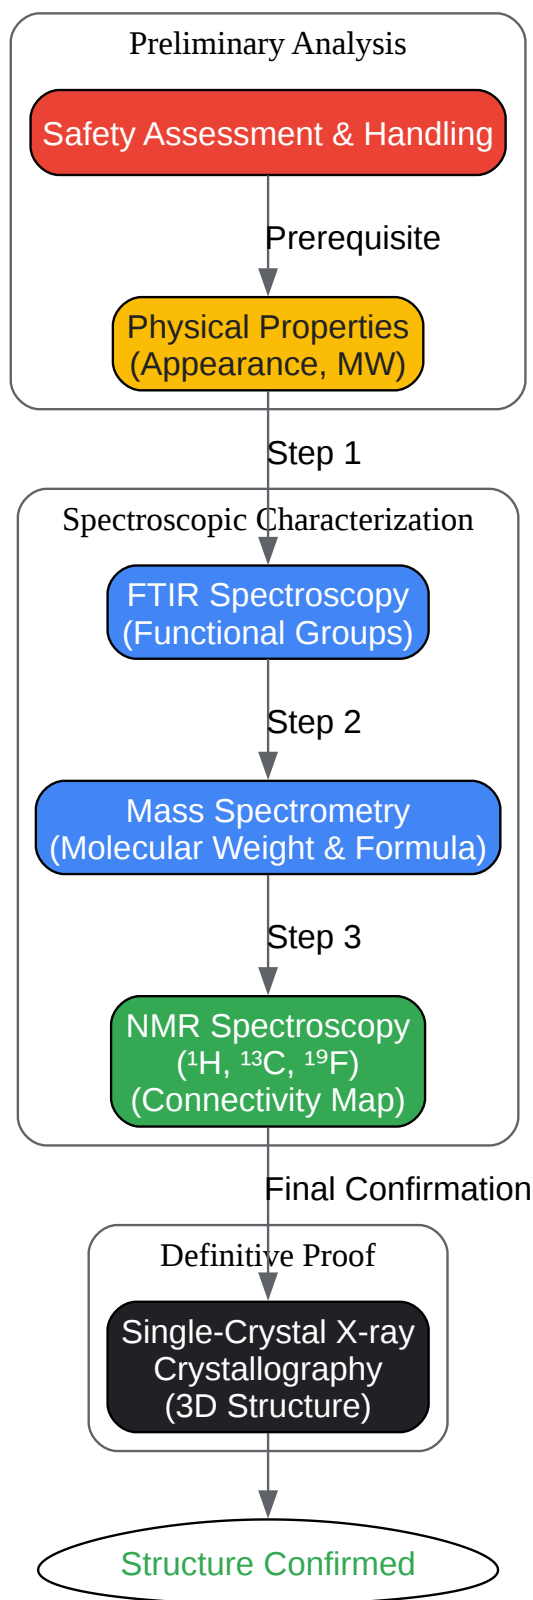 Preliminary Analysis
Safety Assessment & Handling
Prerequisite
Physical Properties
(Appearance, MW)
Step 1
Spectroscopic Characterization
FTIR Spectroscopy
(Functional Groups)
Step 2
Mass Spectrometry
(Molecular Weight & Formula)
Step 3
NMR Spectroscopy
(¹H, ¹³C, ¹⁹F)
(Connectivity Map)
Final Confirmation
Definitive Proof
Single-Crystal X-ray
Crystallography
(3D Structure)
Structure Confirmed